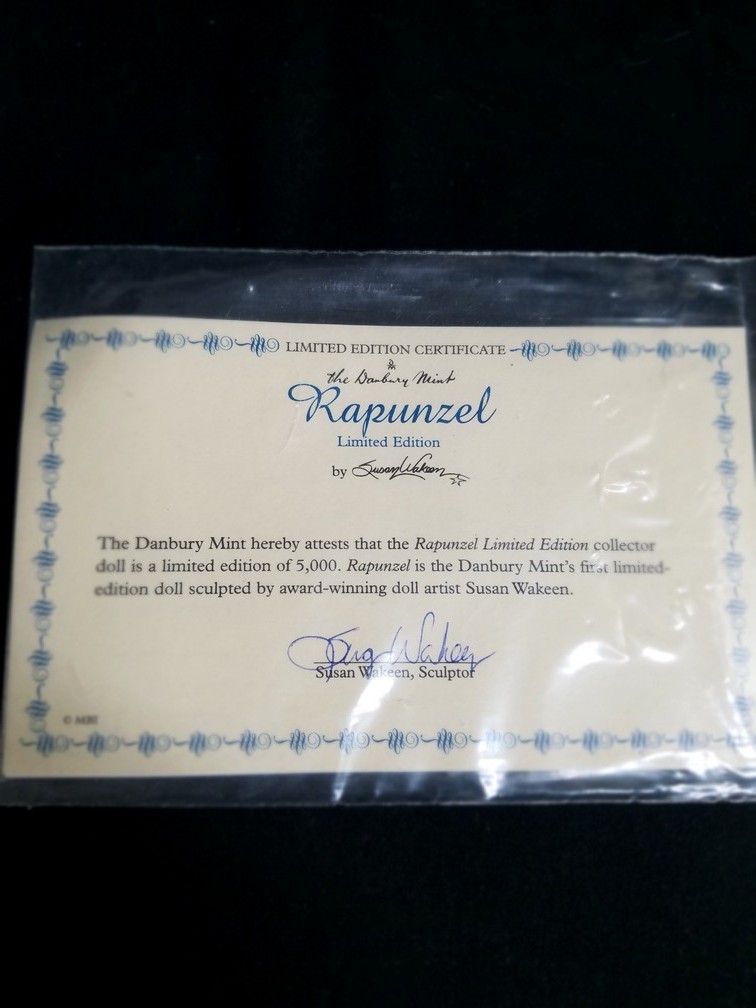 LIMITED EDITION CERTIFICATE
the Danbury Mint
Rapunzel
Limited Edition
by Susan Wakeen
The Danbury Mint hereby attests that the Rapunzel Limited Edition collector
doll is a limited edition of 5,000. Rapunzel is the Danbury Mint's first limited-
edition doll sculpted by award-winning doll artist Susan Wakeen.
Susan Wakeen
Susan Wakeen, Sculptor
© MBI